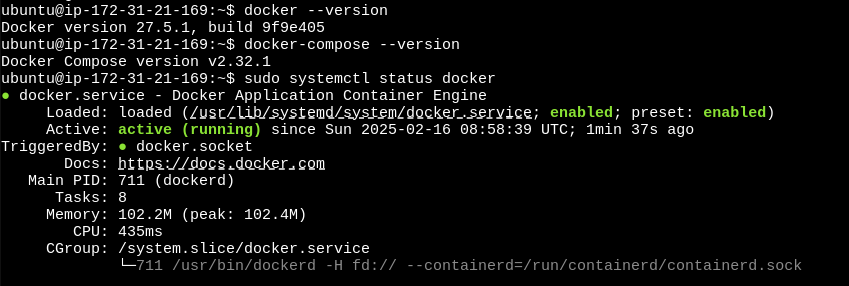 ubuntu@ip-172-31-21-169:~$ docker --version
Docker version 27.5.1, build 9f9e405
ubuntu@ip-172-31-21-169:~$ docker-compose --version
Docker Compose version v2.32.1
ubuntu@ip-172-31-21-169:~$ sudo systemctl status docker
● docker.service - Docker Application Container Engine
     Loaded: loaded (/usr/lib/systemd/system/docker.service; enabled; preset: enabled)
     Active: active (running) since Sun 2025-02-16 08:58:39 UTC; 1min 37s ago
TriggeredBy: ● docker.socket
       Docs: https://docs.docker.com
   Main PID: 711 (dockerd)
      Tasks: 8
     Memory: 102.2M (peak: 102.4M)
        CPU: 435ms
     CGroup: /system.slice/docker.service
             └─711 /usr/bin/dockerd -H fd:// --containerd=/run/containerd/containerd.sock